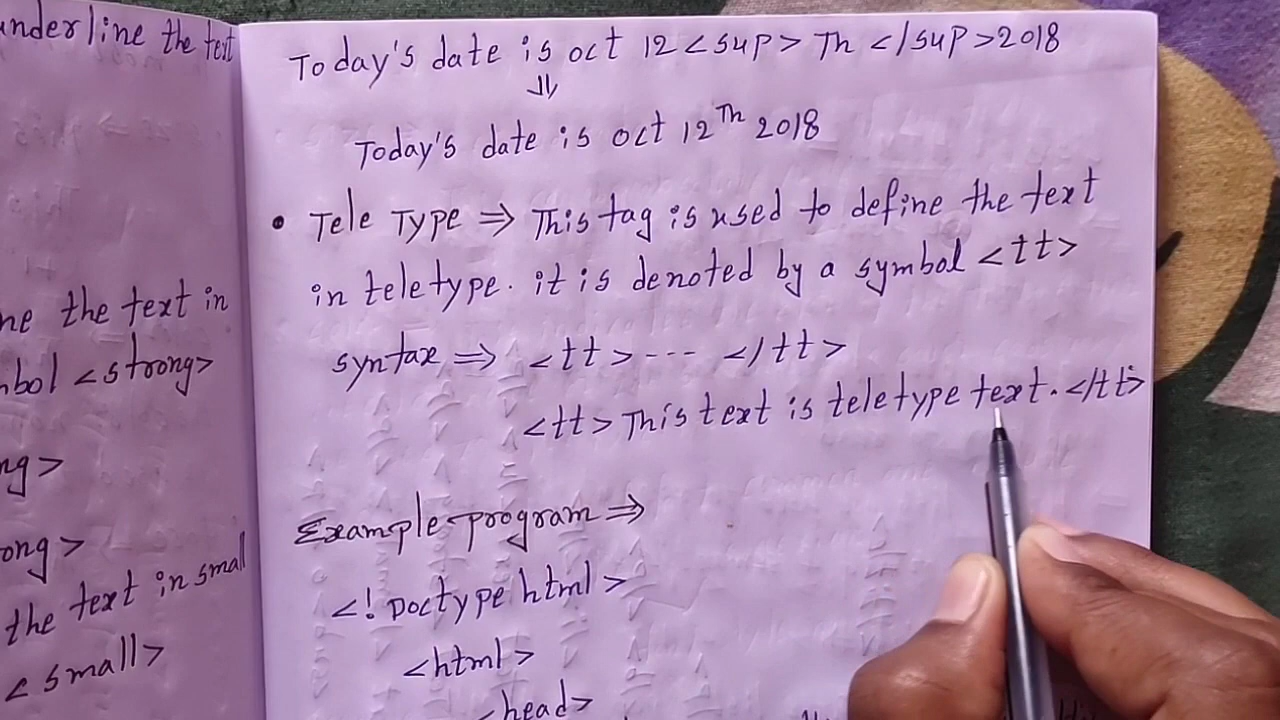 underline the text
ne the text in
bol <strong>
ng>
ong>
the text in small
<small>
Today's date is oct 12 <sup> Th </sup>2018
⇓
Today's date is oct 12Th 2018
• Tele Type ⇒ This tag is used to define the text
in teletype. it is denoted by a symbol <tt>
syntax ⇒ <tt> --- </tt>
<tt> This text is teletype text. </tt>
Example program ⇒
<! Doctype html>
<html>
<head>